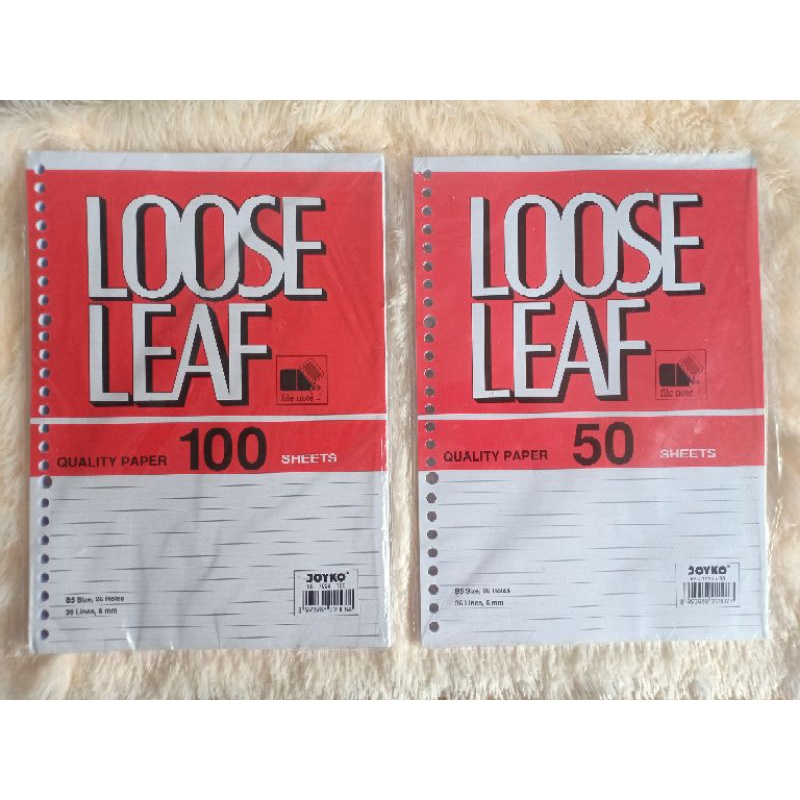 LOOSE
LEAF
file note
QUALITY PAPER 100 SHEETS
JOYKO
B5 Size, 26 Holes
36 Lines, 6 mm
LOOSE
LEAF
file note
QUALITY PAPER 50 SHEETS
JOYKO
B5 Size, 26 Holes
36 Lines, 6 mm